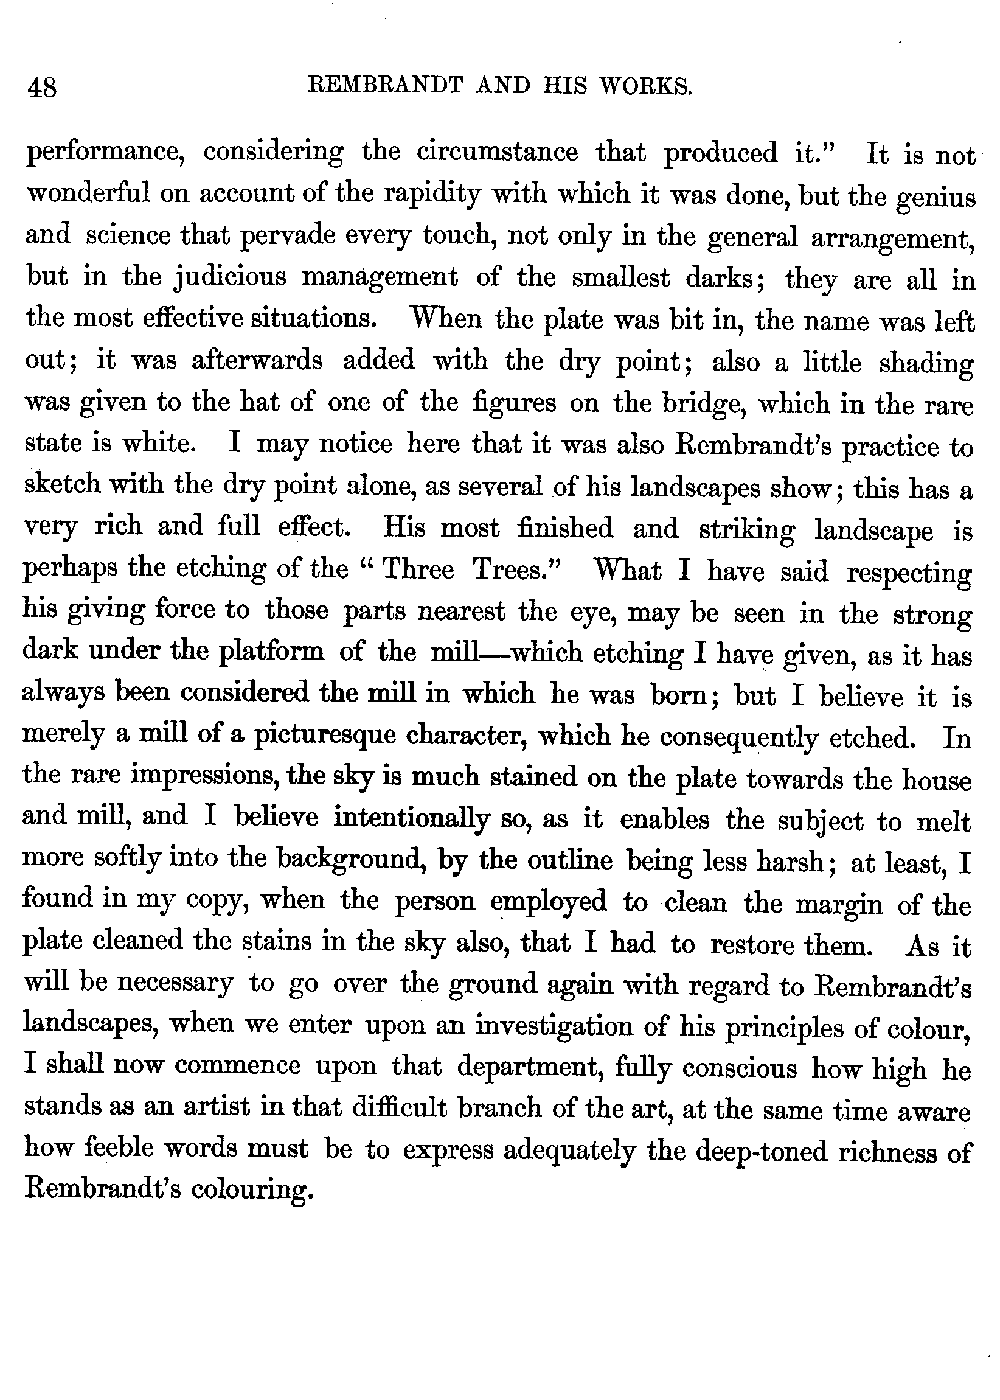 48 REMBRANDT AND HIS WORKS.
performance, considering the circumstance that produced it.” It is not
wonderful on account of the rapidity with which it was done, but the genius
and science that pervade every touch, not only in the general arrangement,
but in the judicious management of the smallest darks; they are all in
the most effective situations. When the plate was bit in, the name was left
out; it was afterwards added with the dry point; also a little shading
was given to the hat of one of the figures on the bridge, which in the rare
state is white. I may notice here that it was also Rembrandt’s practice to
sketch with the dry point alone, as several of his landscapes show; this has a
very rich and full effect. His most finished and striking landscape is
perhaps the etching of the “ Three Trees.” What I have said respecting
his giving force to those parts nearest the eye, may be seen in the strong
dark under the platform of the mill—which etching I have given, as it has
always been considered the mill in which he was born; but I believe it is
merely a mill of a picturesque character, which he consequently etched. In
the rare impressions, the sky is much stained on the plate towards the house
and mill, and I believe intentionally so, as it enables the subject to melt
more softly into the background, by the outline being less harsh; at least, I
found in my copy, when the person employed to clean the margin of the
plate cleaned the stains in the sky also, that I had to restore them. As it
will be necessary to go over the ground again with regard to Rembrandt’s
landscapes, when we enter upon an investigation of his principles of colour,
I shall now commence upon that department, fully conscious how high he
stands as an artist in that difficult branch of the art, at the same time aware
how feeble words must be to express adequately the deep-toned richness of
Rembrandt’s colouring.